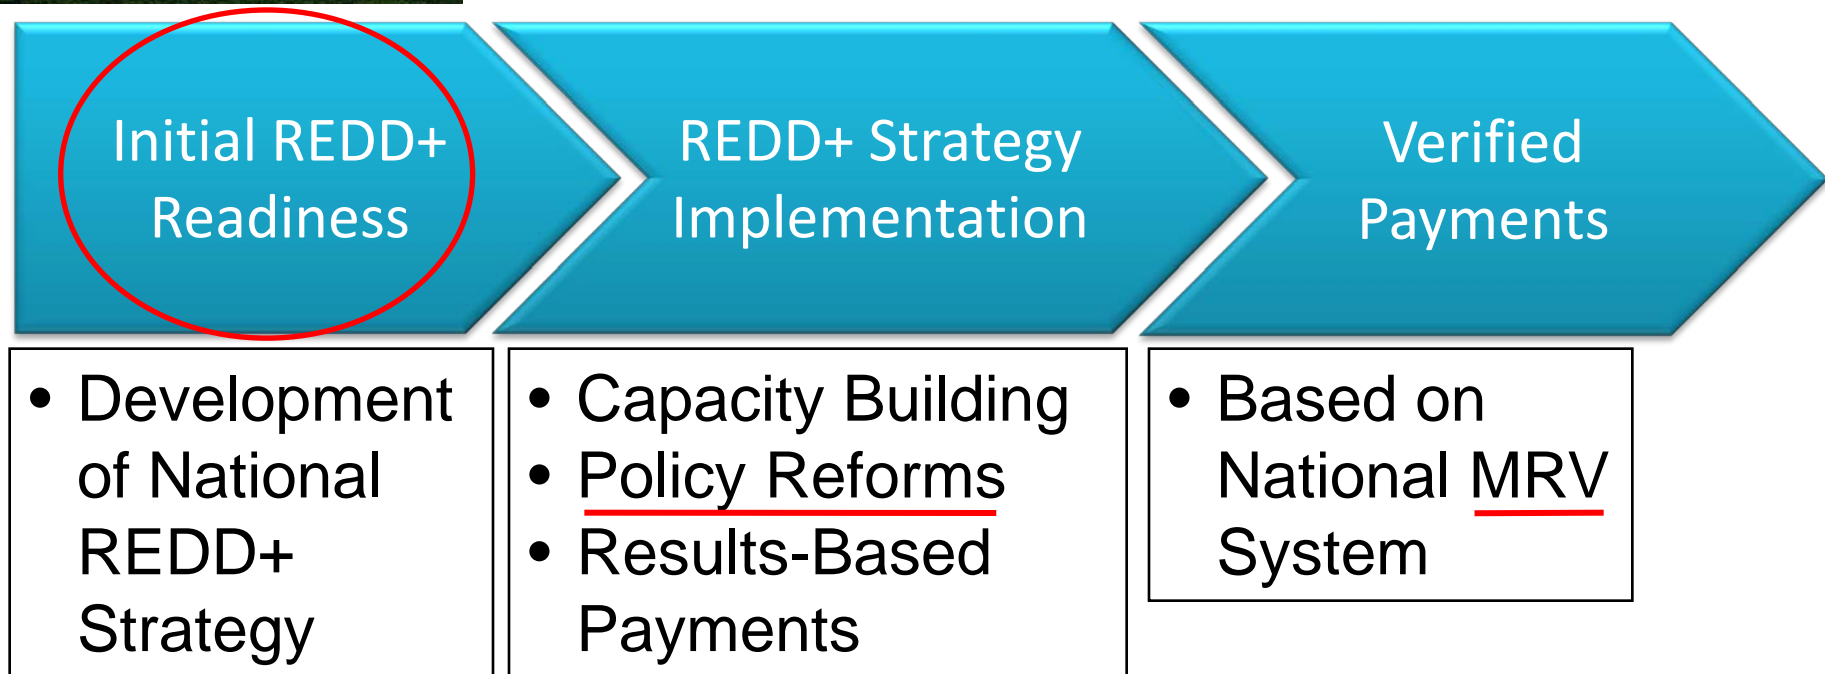 Initial REDD+
Readiness
REDD+ Strategy
Implementation
Verified
Payments
• Development
of National
REDD+
Strategy
• Capacity Building
• Policy Reforms
• Results-Based
Payments
• Based on
National MRV
System